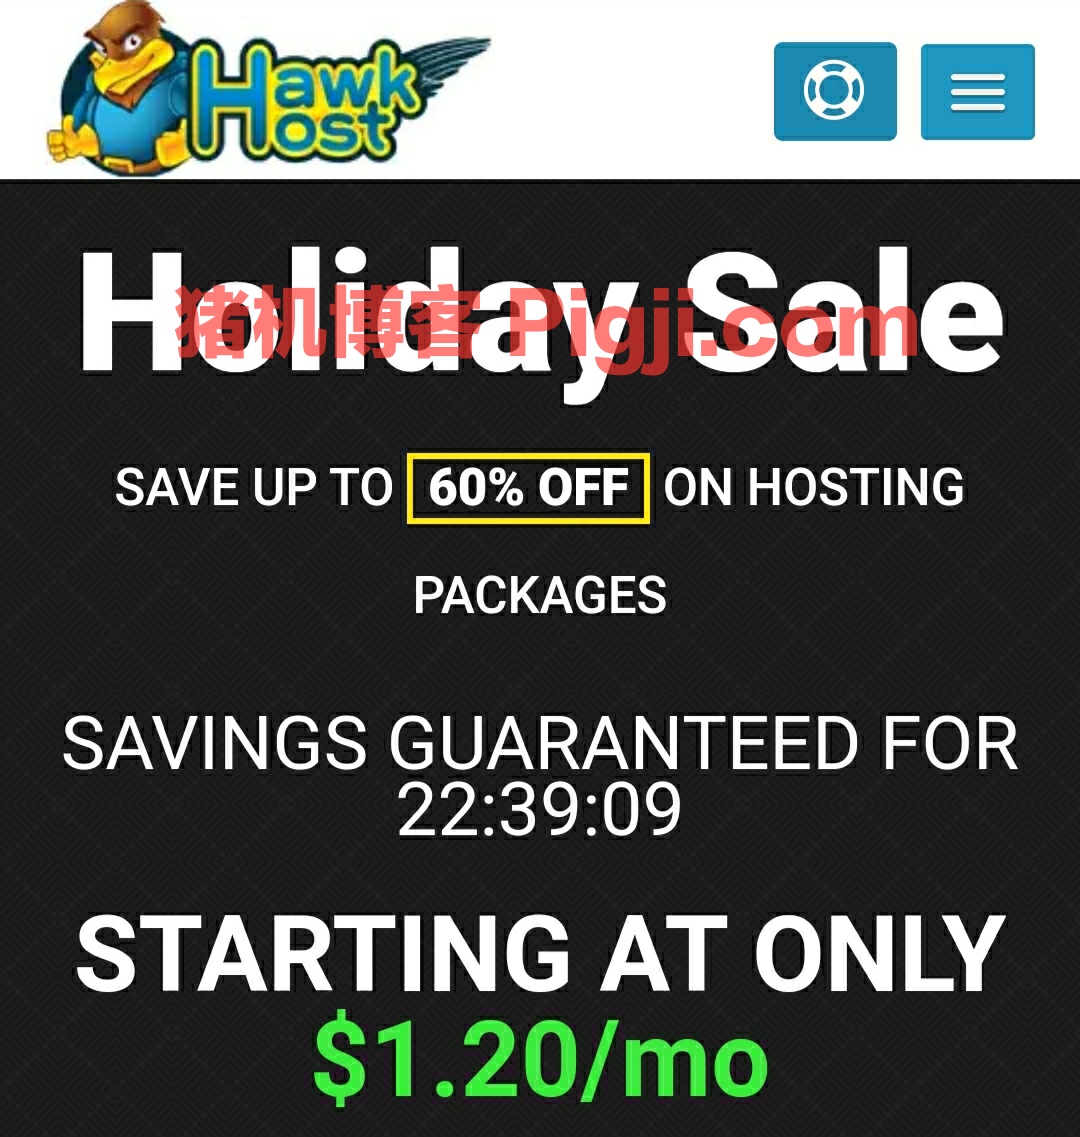 Hawk
Host
Holiday Sale
猪机博客 Pigji.com
SAVE UP TO 60% OFF ON HOSTING
PACKAGES
SAVINGS GUARANTEED FOR
22:39:09
STARTING AT ONLY
$1.20/mo